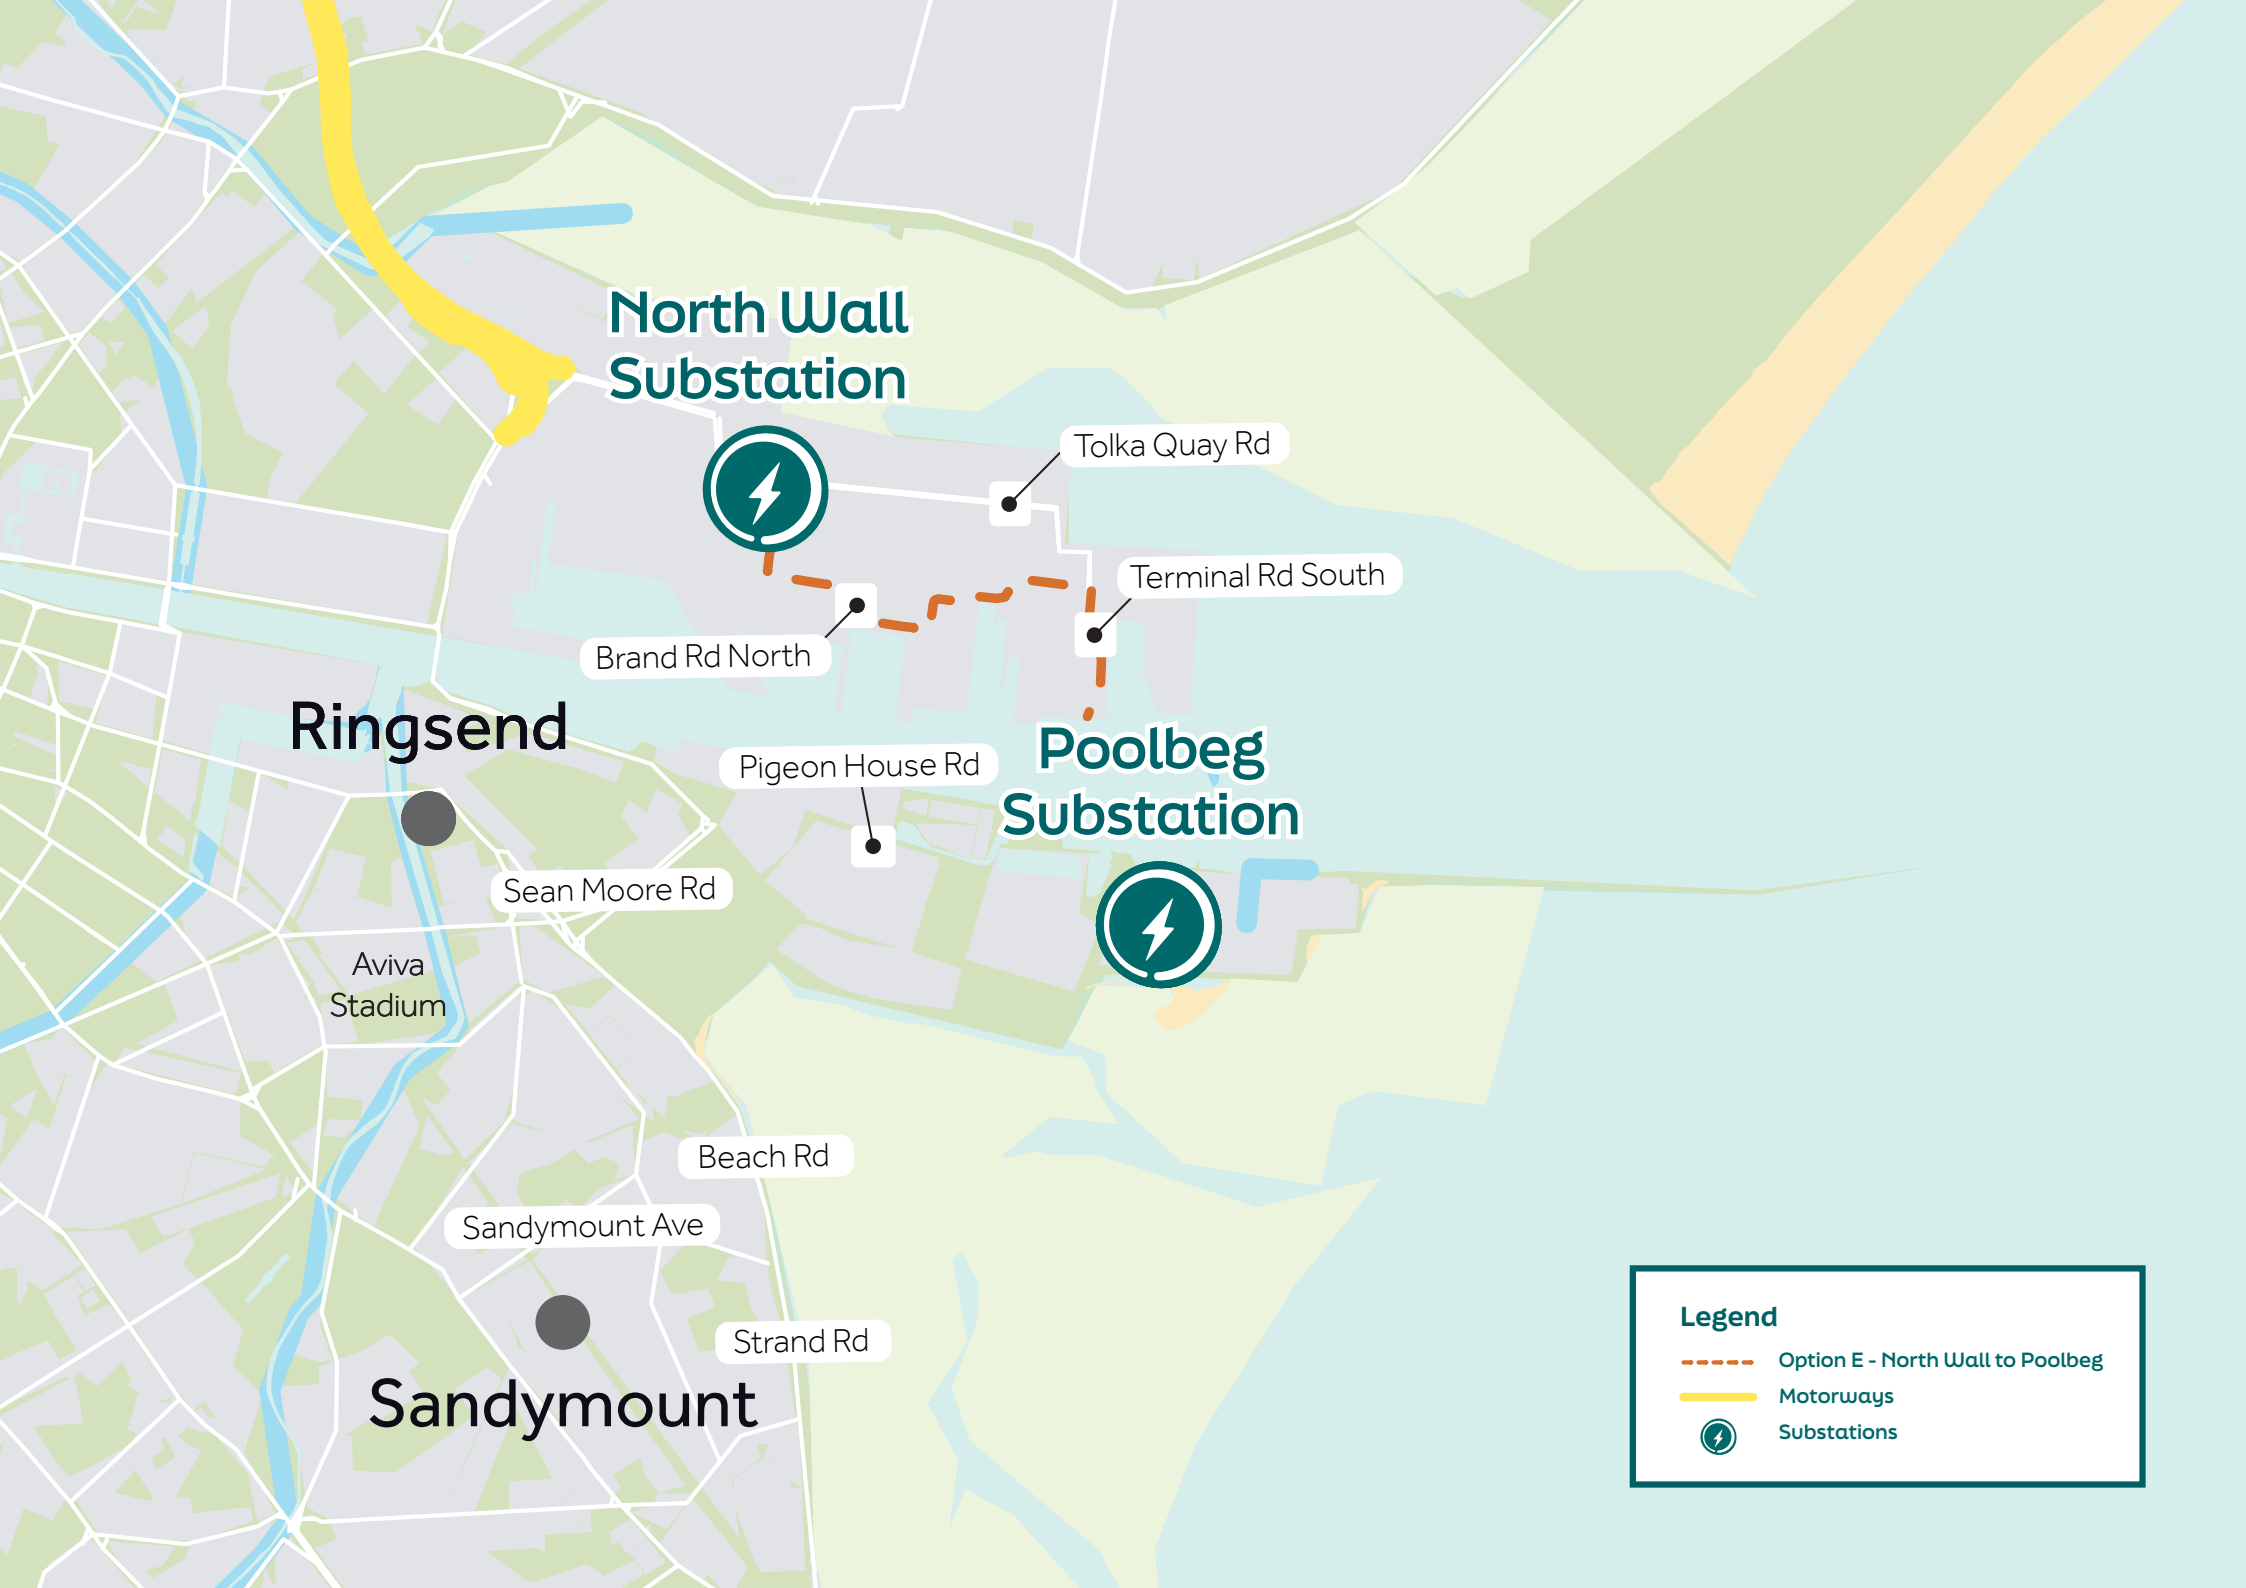 North Wall
Substation
Tolka Quay Rd
Terminal Rd South
Brand Rd North
Ringsend
Poolbeg
Substation
Pigeon House Rd
Sean Moore Rd
Aviva
Stadium
Beach Rd
Sandymount Ave
Strand Rd
Sandymount
Legend
Option E - North Wall to Poolbeg
Motorways
Substations